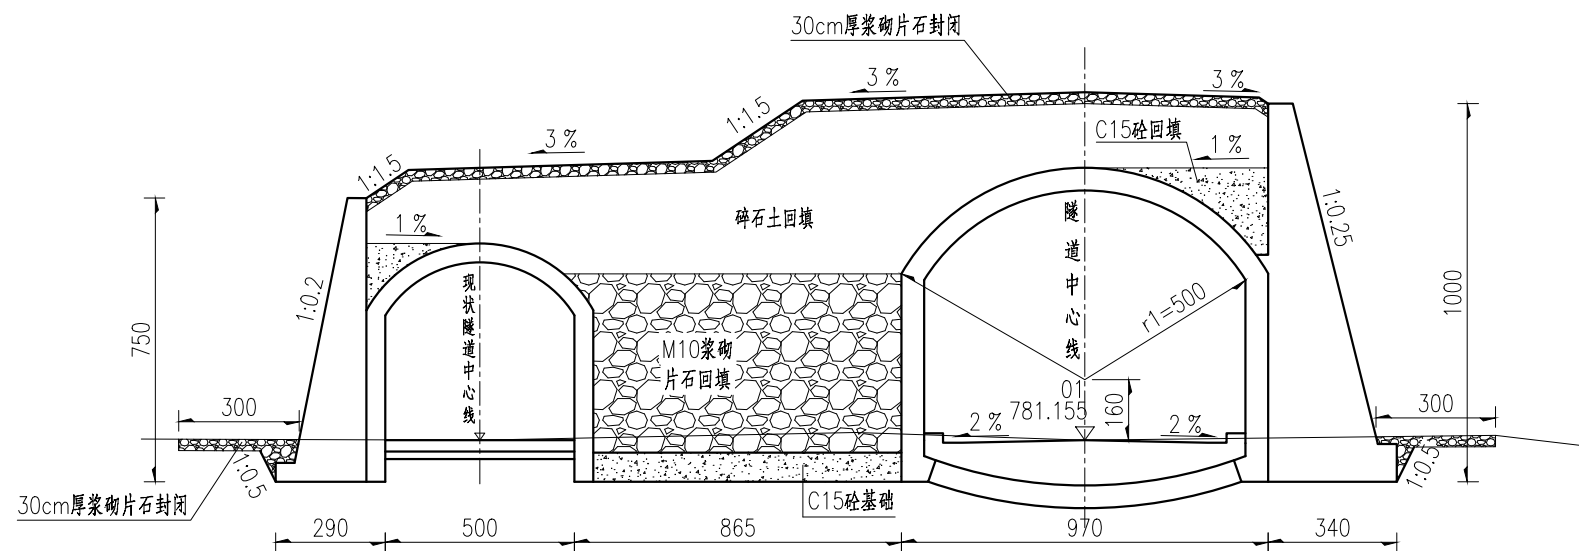 30cm厚浆砌片石封闭
3%
3%
1:1.5
C15砼回填
3%
1%
1:1.5
碎石土回填
1%
1:0.25
隧道中心线
现状隧道中心线
1:0.2
r1=500
1000
750
M10浆砌
片石回填
01
781.155
160
300
300
2%
2%
1:0.5
1:0.5
30cm厚浆砌片石封闭
C15砼基础
290
500
865
970
340